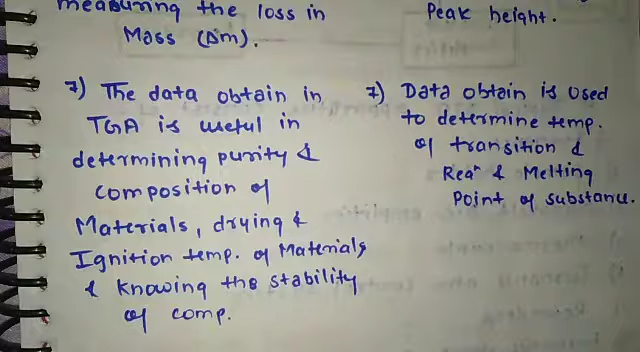 measuring the loss in
Mass (Δm).
7) The data obtain in
TGA is useful in
determining purity &
composition of
Materials, drying &
Ignition temp. of Materials
& knowing the stability
of comp.
Peak height.
7) Data obtain is used
to determine temp.
of transition &
Reaⁿ & Melting
Point of substance.